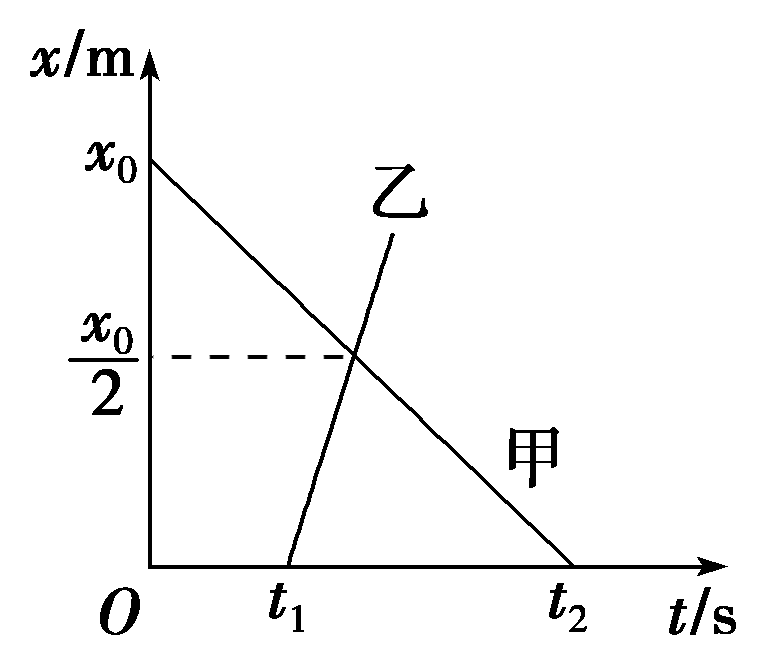 x/m
x₀
乙
x₀/2
甲
O
t₁
t₂
t/s